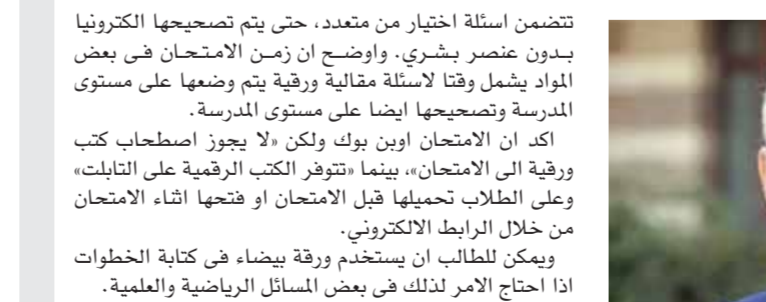 تتضمن اسئلة اختيار من متعدد، حتى يتم تصحيحها الكترونيا
بدون عنصر بشري. واوضح ان زمن الامتحان فى بعض
المواد يشمل وقتا لاسئلة مقالية ورقية يتم وضعها على مستوى
المدرسة وتصحيحها ايضا على مستوى المدرسة.
اكد ان الامتحان اوبن بوك ولكن «لا يجوز اصطحاب كتب
ورقية الى الامتحان»، بينما «تتوفر الكتب الرقمية على التابلت»
وعلى الطلاب تحميلها قبل الامتحان او فتحها اثناء الامتحان
من خلال الرابط الالكتروني.
ويمكن للطالب ان يستخدم ورقة بيضاء فى كتابة الخطوات
اذا احتاج الامر لذلك فى بعض المسائل الرياضية والعلمية.